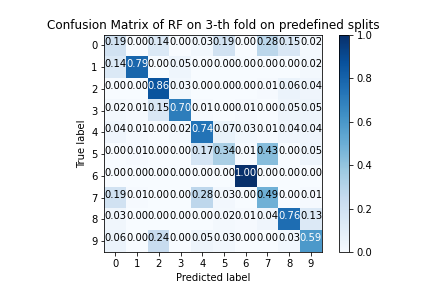 Confusion Matrix of RF on 3-th fold on predefined splits
True label
0 0.19 0.00 0.14 0.00 0.03 0.19 0.00 0.28 0.15 0.02
1 0.14 0.79 0.00 0.05 0.00 0.00 0.00 0.00 0.00 0.02
2 0.00 0.00 0.86 0.03 0.01 0.00 0.00 0.01 0.06 0.04
3 0.02 0.01 0.15 0.70 0.01 0.00 0.00 0.01 0.05 0.05
4 0.04 0.01 0.00 0.02 0.74 0.07 0.03 0.01 0.04 0.04
5 0.00 0.01 0.00 0.00 0.17 0.34 0.01 0.43 0.00 0.05
6 0.00 0.00 0.00 0.00 0.00 0.00 1.00 0.00 0.00 0.00
7 0.19 0.01 0.00 0.00 0.28 0.03 0.00 0.49 0.00 0.01
8 0.03 0.00 0.00 0.00 0.00 0.02 0.01 0.04 0.76 0.13
9 0.06 0.00 0.24 0.00 0.05 0.03 0.00 0.00 0.03 0.59
0 1 2 3 4 5 6 7 8 9
Predicted label
1.0
0.8
0.6
0.4
0.2
0.0